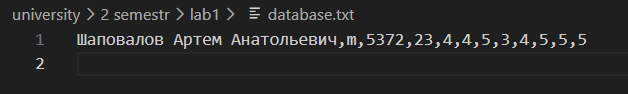 university > 2 semestr > lab1 > database.txt
1 Шаповалов Артем Анатольевич,m,5372,23,4,4,5,3,4,5,5,5
2